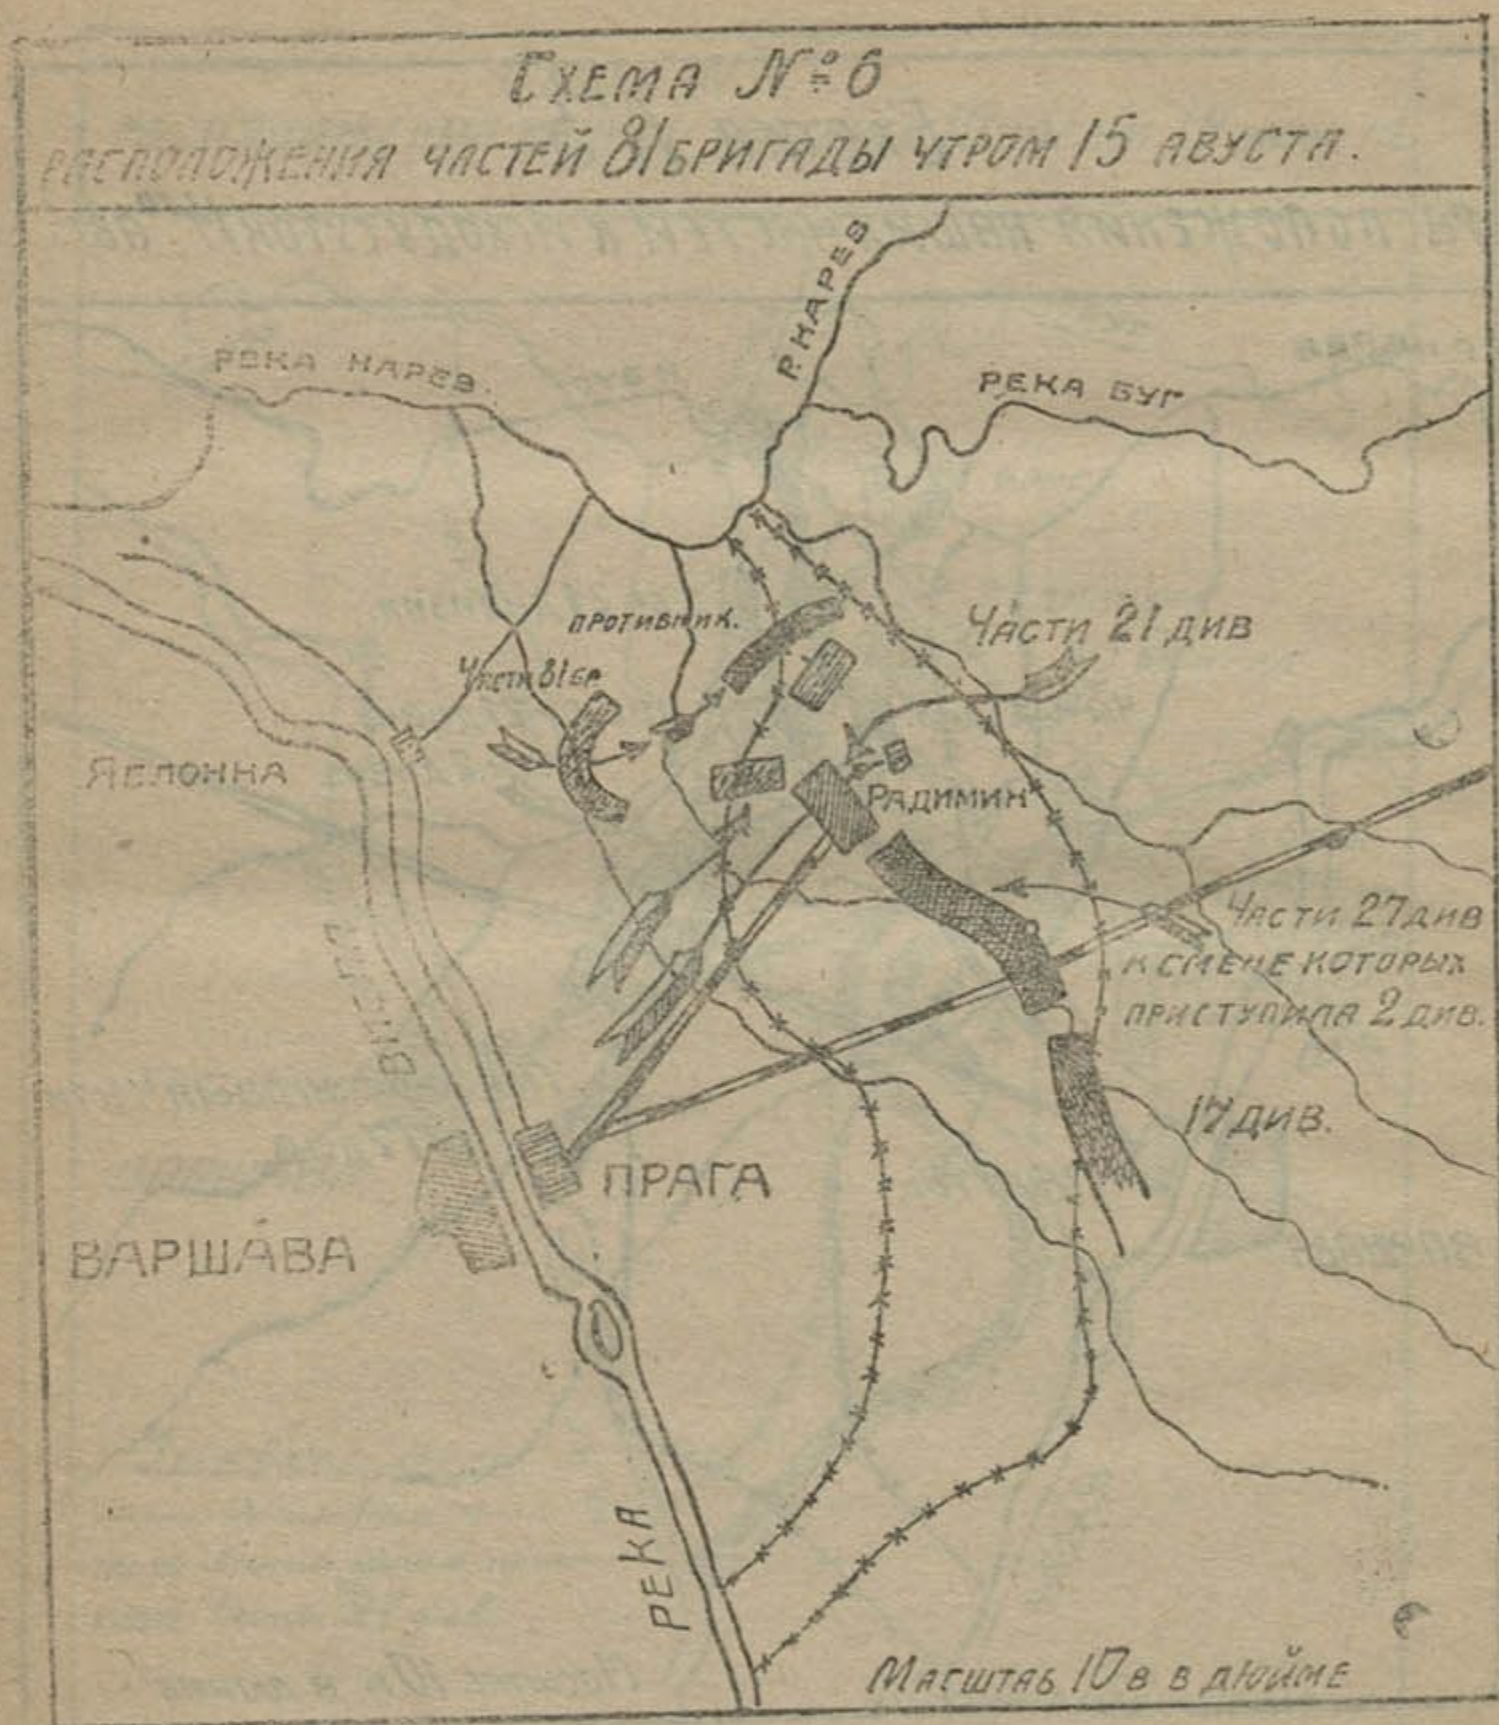 Схема № 6
РАСПОЛОЖЕНИЯ ЧАСТЕЙ 81 БРИГАДЫ УТРОМ 15 АВУСТА.
Р. НАРЕВ
РЕКА НАРЕВ.
РЕКА БУГ
ПРОТИВНИК.
ЧАСТИ 21 ДИВ
ЧАСТИ 81 БР
ЯБЛОННА
РАДИМИН
ЧАСТИ 27 ДИВ
К СМЕНЕ КОТОРЫХ
ПРИСТУПИЛА 2 ДИВ.
17 ДИВ.
ПРАГА
ВАРШАВА
РЕКА
МАСШТАБ 10 В В ДЮЙМЕ